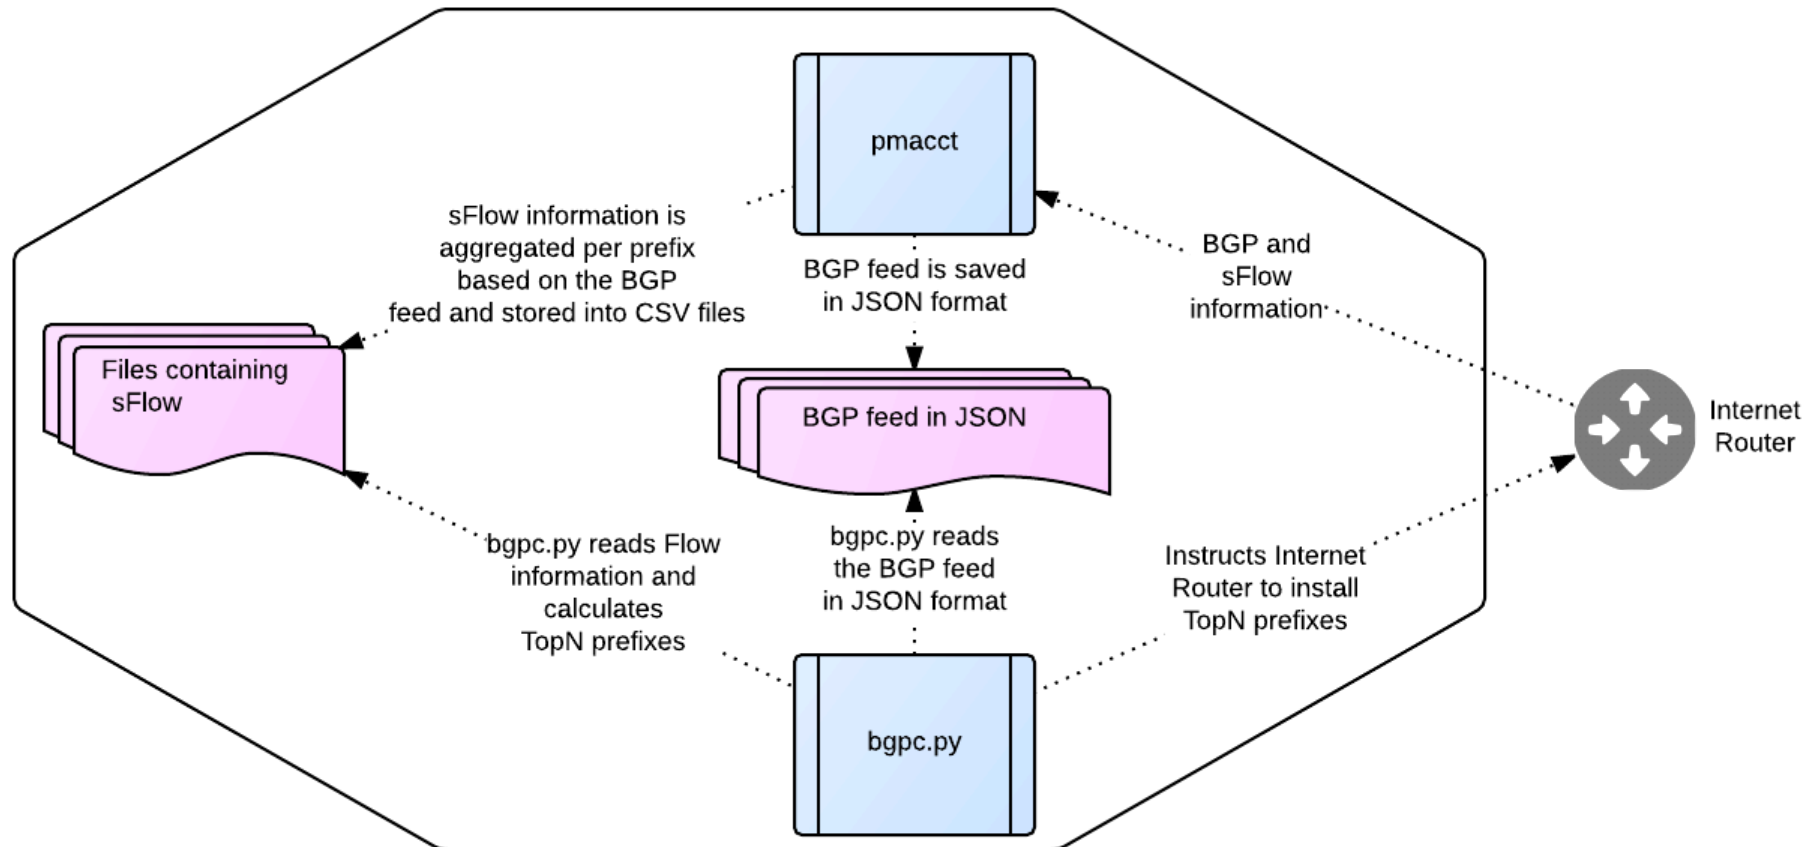 pmacct
sFlow information is
aggregated per prefix
based on the BGP
feed and stored into CSV files
BGP feed is saved
in JSON format
BGP and
sFlow
information
Files containing
sFlow
BGP feed in JSON
Internet
Router
bgpc.py reads Flow
information and
calculates
TopN prefixes
bgpc.py reads
the BGP feed
in JSON format
Instructs Internet
Router to install
TopN prefixes
bgpc.py